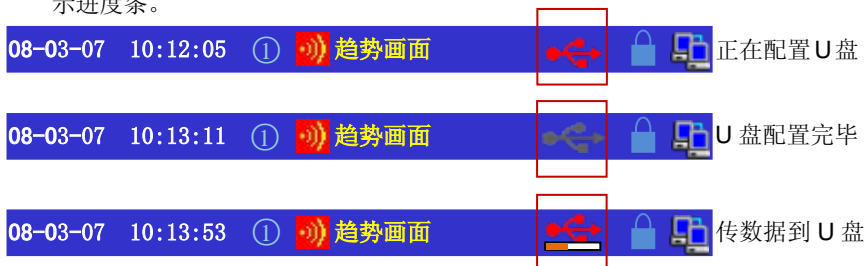 示进度条。
08-03-07 10:12:05 ① 趋势画面 正在配置U盘
08-03-07 10:13:11 ① 趋势画面 U盘配置完毕
08-03-07 10:13:53 ① 趋势画面 传数据到 U 盘